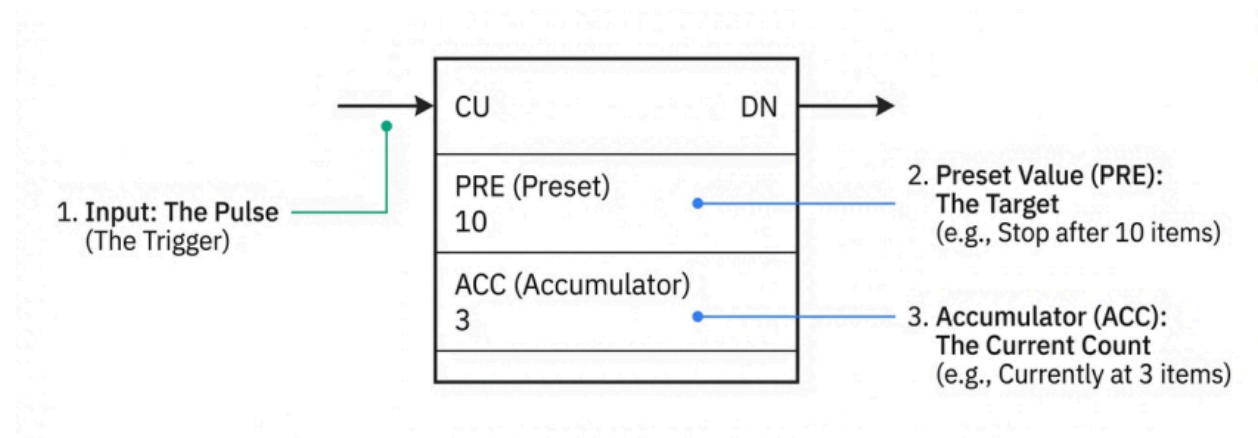 CU
DN
PRE (Preset)
10
ACC (Accumulator)
3
1. Input: The Pulse
(The Trigger)
2. Preset Value (PRE):
The Target
(e.g., Stop after 10 items)
3. Accumulator (ACC):
The Current Count
(e.g., Currently at 3 items)